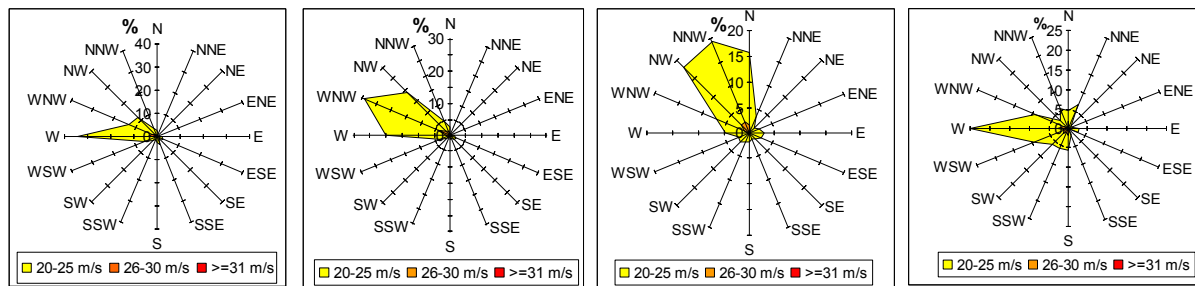 % N
40
30
20
10
0
NNW NNE
NW NE
WNW ENE
W E
WSW ESE
SW SE
SSW SSE
S
20-25 m/s 26-30 m/s >=31 m/s
% N
30
20
10
0
NNW NNE
NW NE
WNW ENE
W E
WSW ESE
SW SE
SSW SSE
S
20-25 m/s 26-30 m/s >=31 m/s
% N
20
15
10
5
0
NNW NNE
NW NE
WNW ENE
W E
WSW ESE
SW SE
SSW SSE
S
20-25 m/s 26-30 m/s >=31 m/s
% N
25
20
15
10
5
0
NNW NNE
NW NE
WNW ENE
W E
WSW ESE
SW SE
SSW SSE
S
20-25 m/s 26-30 m/s >=31 m/s